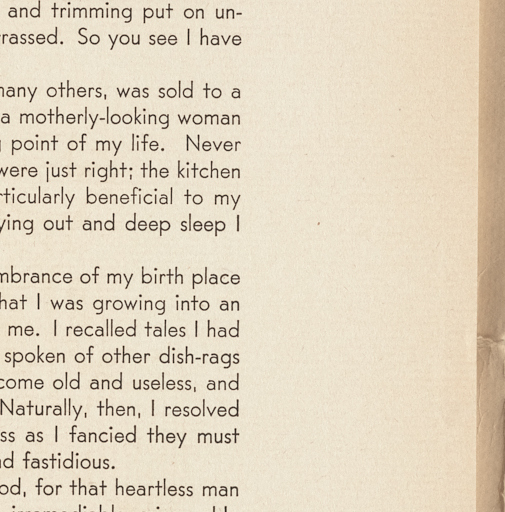 and trimming put on un-
rassed. So you see I have
many others, was sold to a
a motherly-looking woman
point of my life. Never
were just right; the kitchen
rticularly beneficial to my
ying out and deep sleep I
mbrance of my birth place
hat I was growing into an
me. I recalled tales I had
spoken of other dish-rags
come old and useless, and
Naturally, then, I resolved
ss as I fancied they must
d fastidious.
od, for that heartless man